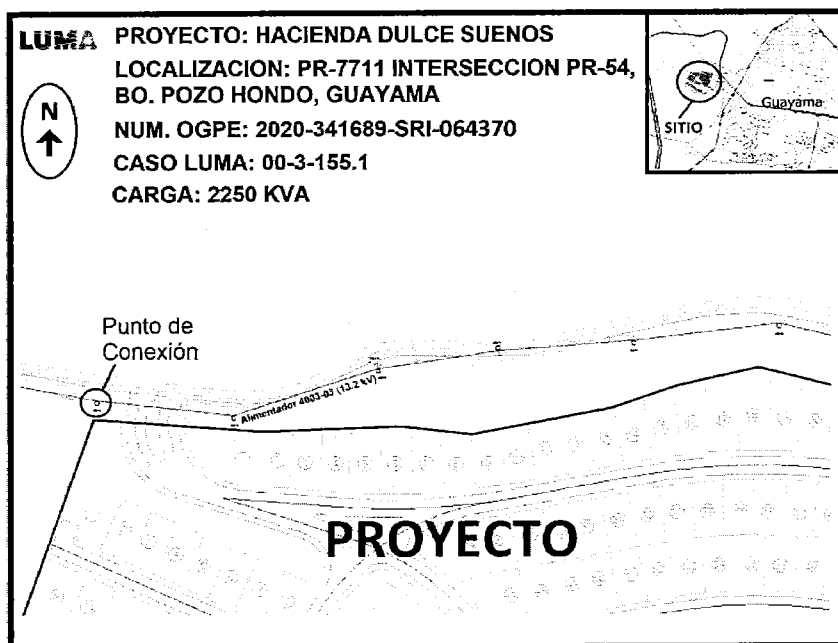 LUMA
PROYECTO: HACIENDA DULCE SUENOS
LOCALIZACION: PR-7711 INTERSECCION PR-54,
BO. POZO HONDO, GUAYAMA
NUM. OGPE: 2020-341689-SRI-064370
CASO LUMA: 00-3-155.1
CARGA: 2250 KVA
N
Guayama
SITIO
Punto de
Conexión
Alimentador 4003-03 (13.2 kV)
PROYECTO